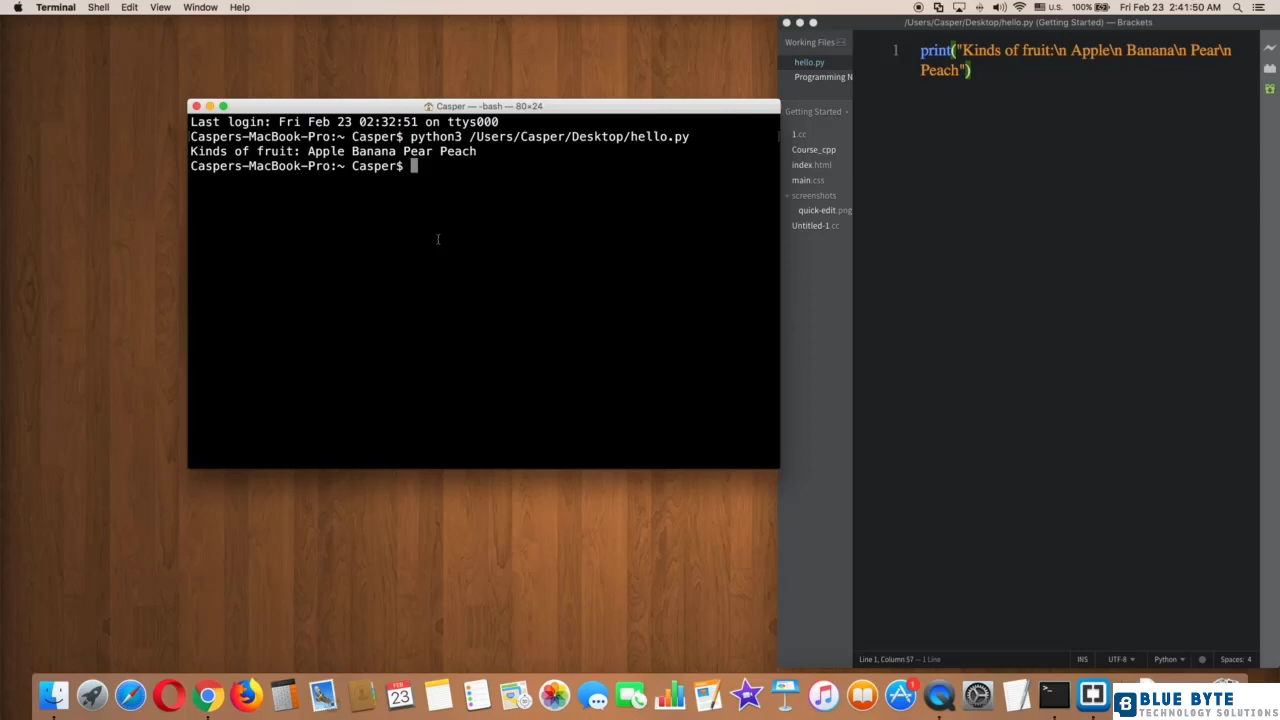 Terminal Shell Edit View Window Help
U.S. 100% Fri Feb 23 2:41:50 AM
/Users/Casper/Desktop/hello.py (Getting Started) — Brackets
Working Files
hello.py
Programming N
Getting Started
1.cc
Course_cpp
index.html
main.css
screenshots
quick-edit.png
Untitled-1.cc
1 print("Kinds of fruit:\n Apple\n Banana\n Pear\n
Peach")
Casper — -bash — 80×24
Last login: Fri Feb 23 02:32:51 on ttys000
Caspers-MacBook-Pro:~ Casper$ python3 /Users/Casper/Desktop/hello.py
Kinds of fruit: Apple Banana Pear Peach
Caspers-MacBook-Pro:~ Casper$
Line 1, Column 57 — 1 Line
INS UTF-8 Python Spaces: 4
FEB
23
1
BLUE BYTE
TECHNOLOGY SOLUTIONS